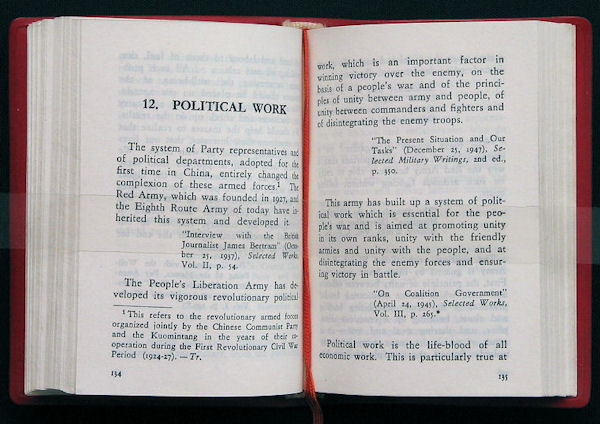 12. POLITICAL WORK
The system of Party representatives and
of political departments, adopted for the
first time in China, entirely changed the
complexion of these armed forces.¹ The
Red Army, which was founded in 1927, and
the Eighth Route Army of today have in-
herited this system and developed it.
"Interview with the British
Journalist James Bertram" (Octo-
ber 25, 1937), Selected Works,
Vol. II, p. 54.
The People's Liberation Army has de-
veloped its vigorous revolutionary political
¹ This refers to the revolutionary armed forces
organized jointly by the Chinese Communist Party
and the Kuomintang in the years of their co-
operation during the First Revolutionary Civil War
Period (1924-27). — Tr.
134
work, which is an important factor in
winning victory over the enemy, on the
basis of a people's war and of the princi-
ples of unity between army and people, of
unity between commanders and fighters and
of disintegrating the enemy troops.
"The Present Situation and Our
Tasks" (December 25, 1947), Se-
lected Military Writings, 2nd ed.,
p. 350.
This army has built up a system of polit-
ical work which is essential for the peo-
ple's war and is aimed at promoting unity
in its own ranks, unity with the friendly
armies and unity with the people, and at
disintegrating the enemy forces and ensur-
ing victory in battle.
"On Coalition Government"
(April 24, 1945), Selected Works,
Vol. III, p. 265.*
Political work is the life-blood of all
economic work. This is particularly true at
135